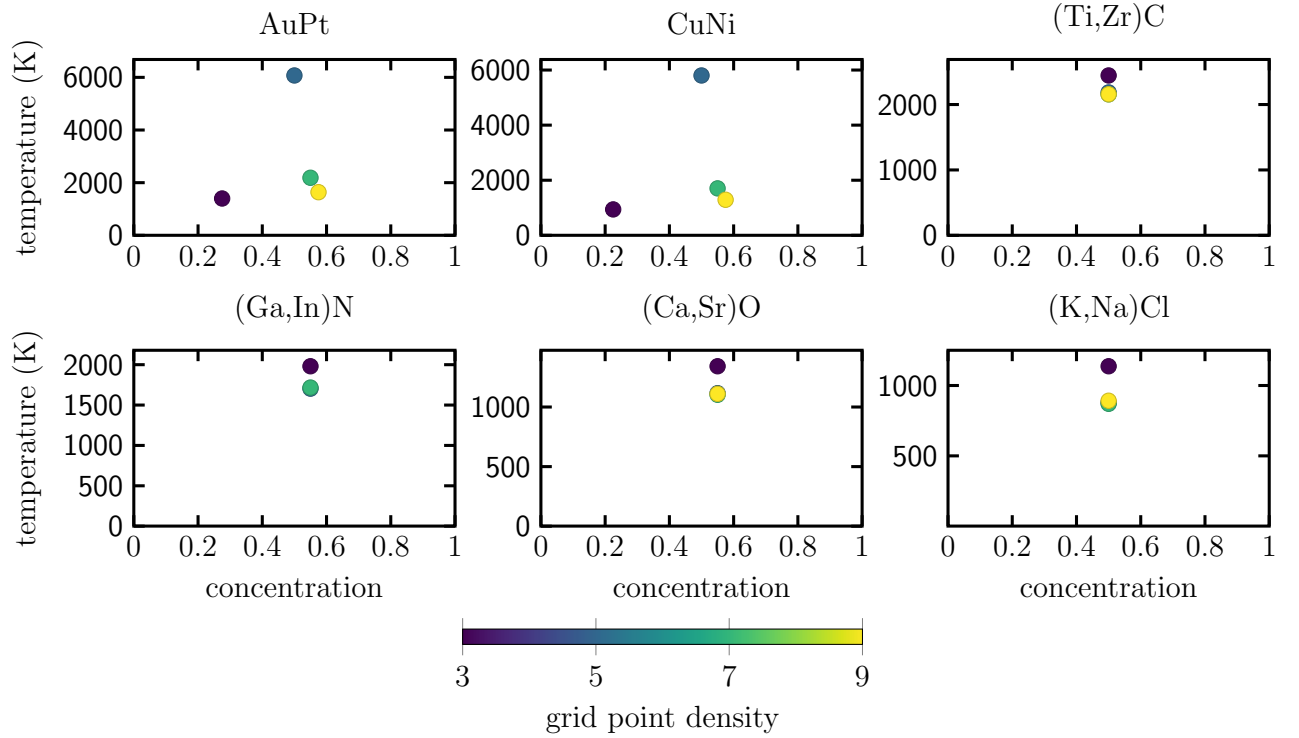 AuPt
CuNi
(Ti,Zr)C
temperature (K)
6000
4000
2000
0
0 0.2 0.4 0.6 0.8 1
6000
4000
2000
0
0 0.2 0.4 0.6 0.8 1
2000
1000
0
0 0.2 0.4 0.6 0.8 1
(Ga,In)N
(Ca,Sr)O
(K,Na)Cl
temperature (K)
2000
1500
1000
500
0
0 0.2 0.4 0.6 0.8 1
concentration
1000
500
0
0 0.2 0.4 0.6 0.8 1
concentration
1000
500
0 0.2 0.4 0.6 0.8 1
concentration
3 5 7 9
grid point density